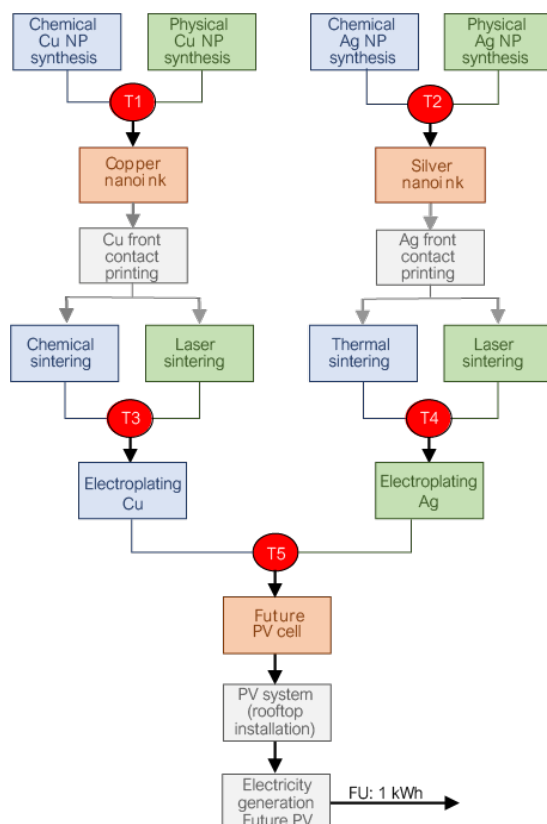 Chemical
Cu NP
synthesis
Physical
Cu NP
synthesis
Chemical
Ag NP
synthesis
Physical
Ag NP
synthesis
T1
T2
Copper
nanoink
Silver
nanoink
Cu front
contact
printing
Ag front
contact
printing
Chemical
sintering
Laser
sintering
Thermal
sintering
Laser
sintering
T3
T4
Electroplating
Cu
Electroplating
Ag
T5
Future
PV cell
PV system
(rooftop
installation)
Electricity
generation
Future PV
FU: 1 kWh